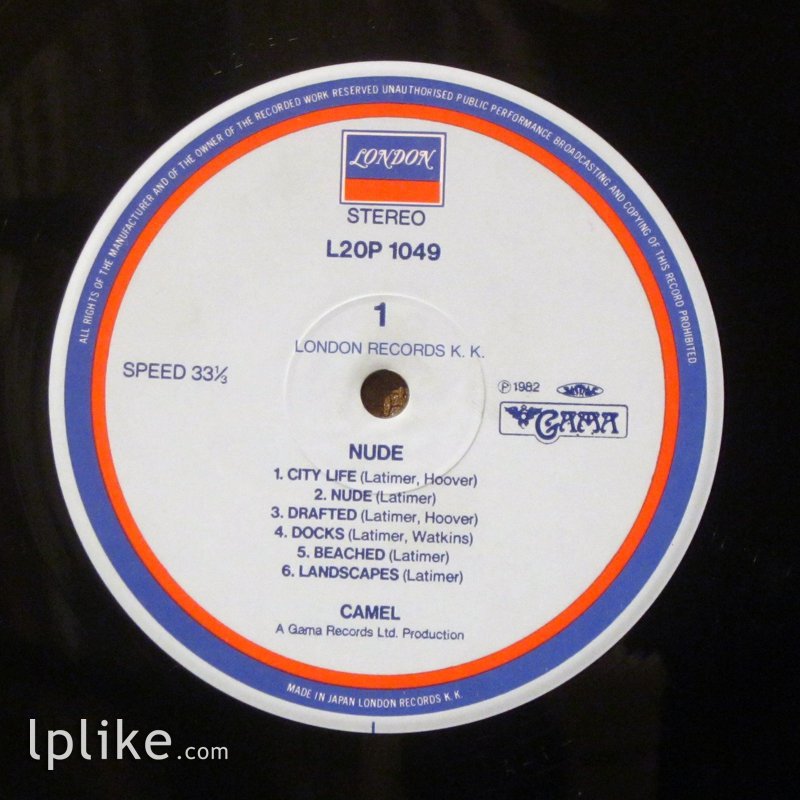 ALL RIGHTS OF THE MANUFACTURER AND OF THE OWNER OF THE RECORDED WORK RESERVED UNAUTHORISED PUBLIC PERFORMANCE BROADCASTING AND COPYING OF THIS RECORD PROHIBITED
LONDON
STEREO
L20P 1049
1
LONDON RECORDS K. K.
SPEED 33⅓
Ⓟ 1982
GAMA
NUDE
1. CITY LIFE (Latimer, Hoover)
2. NUDE (Latimer)
3. DRAFTED (Latimer, Hoover)
4. DOCKS (Latimer, Watkins)
5. BEACHED (Latimer)
6. LANDSCAPES (Latimer)
CAMEL
A Gama Records Ltd. Production
MADE IN JAPAN LONDON RECORDS K. K.
lplike.com